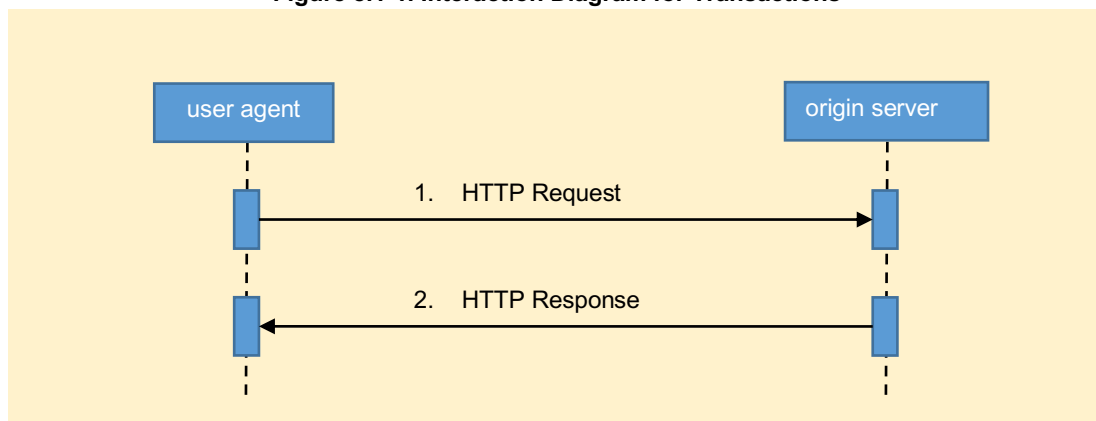 user agent
origin server
1. HTTP Request
2. HTTP Response